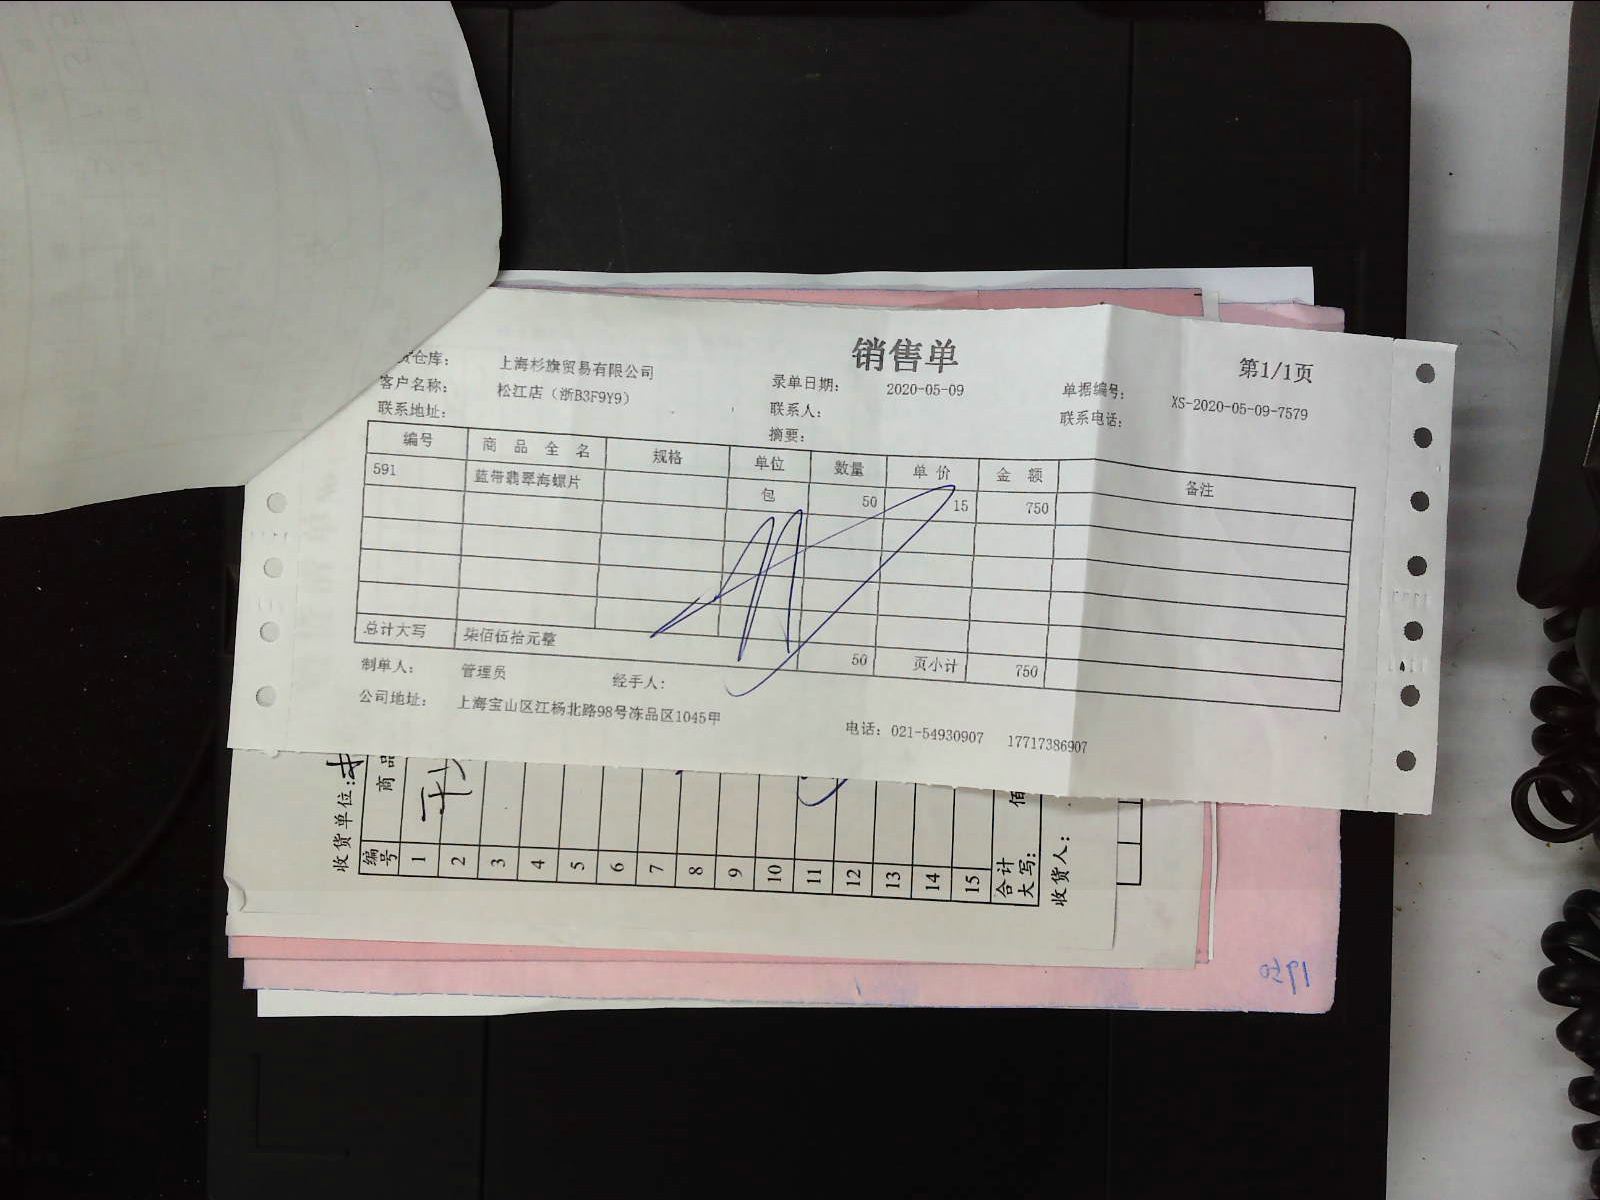 销售单
第1/1页
货仓库： 上海杉旗贸易有限公司 录单日期： 2020-05-09 单据编号： XS-2020-05-09-7579
客户名称： 松江店（浙B3F9Y9） 联系人： 联系电话：
联系地址： 摘要：
编号 商品全名 规格 单位 数量 单价 金额 备注
591 蓝带翡翠海螺片 包 50 15 750
总计大写 柒佰伍拾元整 50 页小计 750
制单人： 管理员 经手人：
公司地址： 上海宝山区江杨北路98号冻品区1045甲 电话：021-54930907 17717386907
收货单位：
编号 商品
1
2
3
4
5
6
7
8
9
10
11
12
13
14
15
合计大写： 佰
收货人：